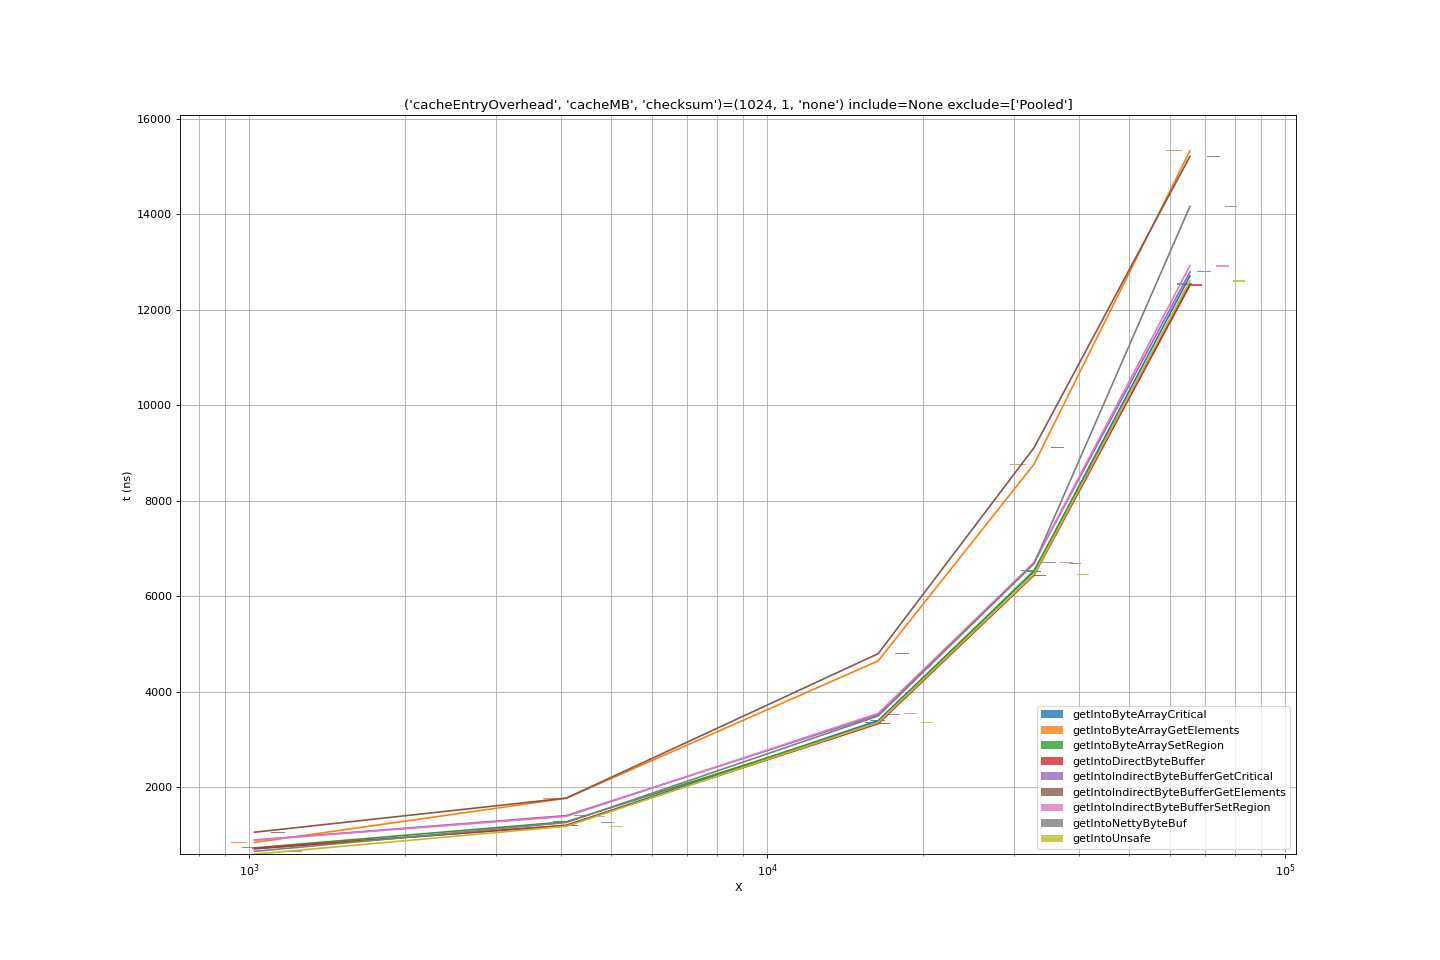 ('cacheEntryOverhead', 'cacheMB', 'checksum')=(1024, 1, 'none') include=None exclude=['Pooled']
16000
14000
12000
10000
8000
6000
4000
2000
t (ns)
10³
10⁴
10⁵
X
getIntoByteArrayCritical
getIntoByteArrayGetElements
getIntoByteArraySetRegion
getIntoDirectByteBuffer
getIntoIndirectByteBufferGetCritical
getIntoIndirectByteBufferGetElements
getIntoIndirectByteBufferSetRegion
getIntoNettyByteBuf
getIntoUnsafe